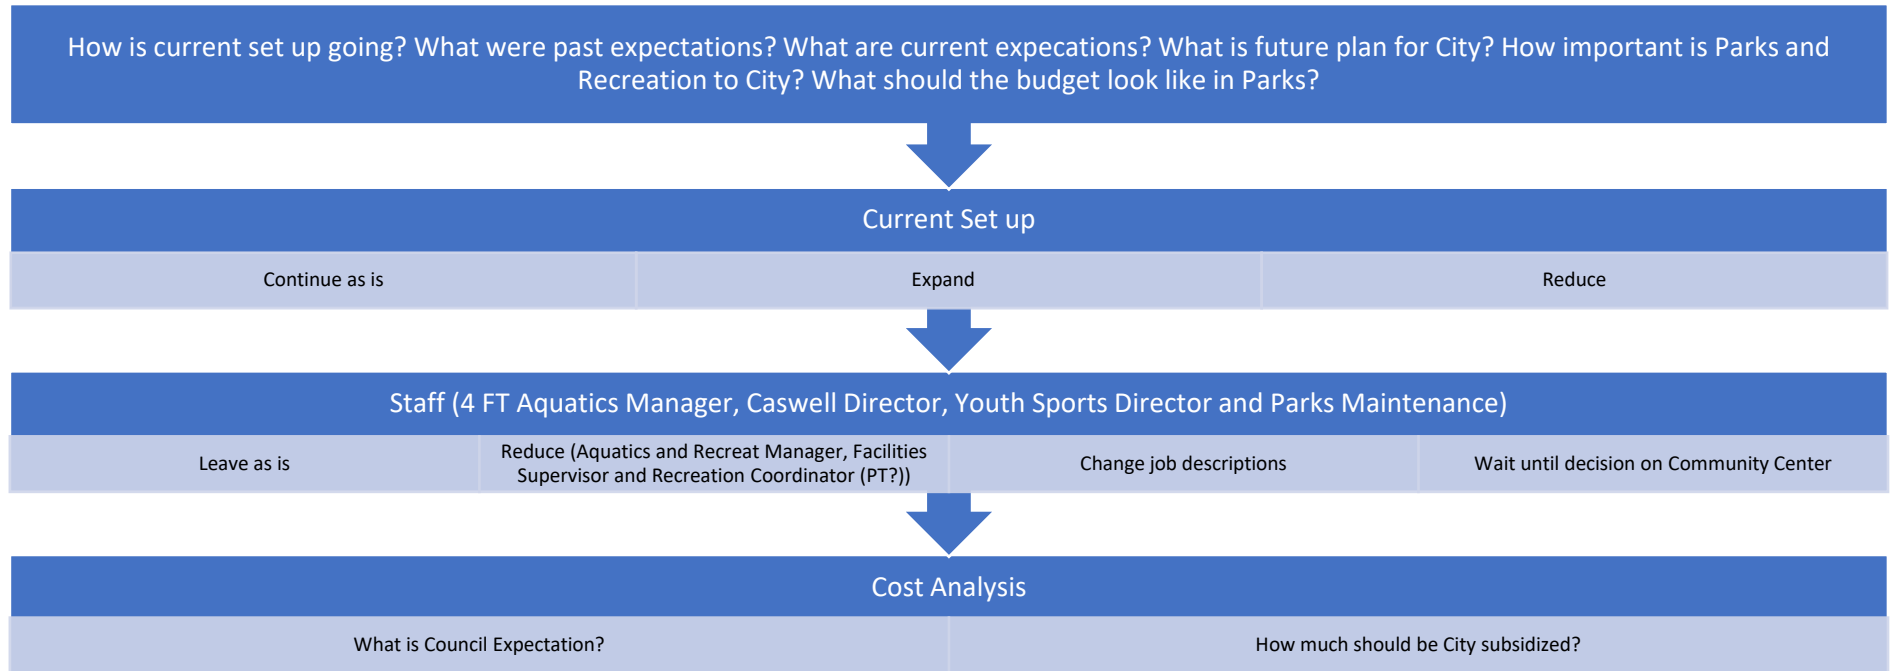 How is current set up going? What were past expectations? What are current expecations? What is future plan for City? How important is Parks and
Recreation to City? What should the budget look like in Parks?
Current Set up
Continue as is
Expand
Reduce
Staff (4 FT Aquatics Manager, Caswell Director, Youth Sports Director and Parks Maintenance)
Leave as is
Reduce (Aquatics and Recreat Manager, Facilities
Supervisor and Recreation Coordinator (PT?))
Change job descriptions
Wait until decision on Community Center
Cost Analysis
What is Council Expectation?
How much should be City subsidized?